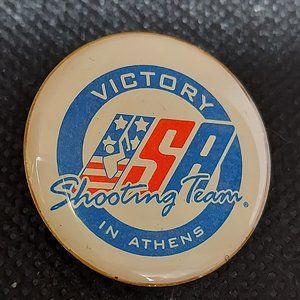 VICTORY
USA
Shooting Team®
IN ATHENS